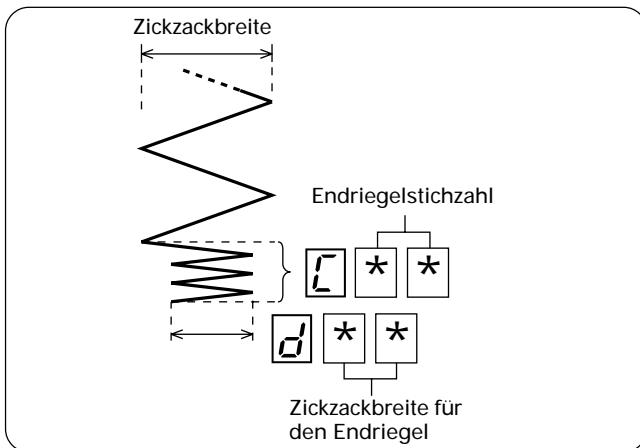 Zickzackbreite
Endriegelstichzahl
C * *
d * *
Zickzackbreite für
den Endriegel